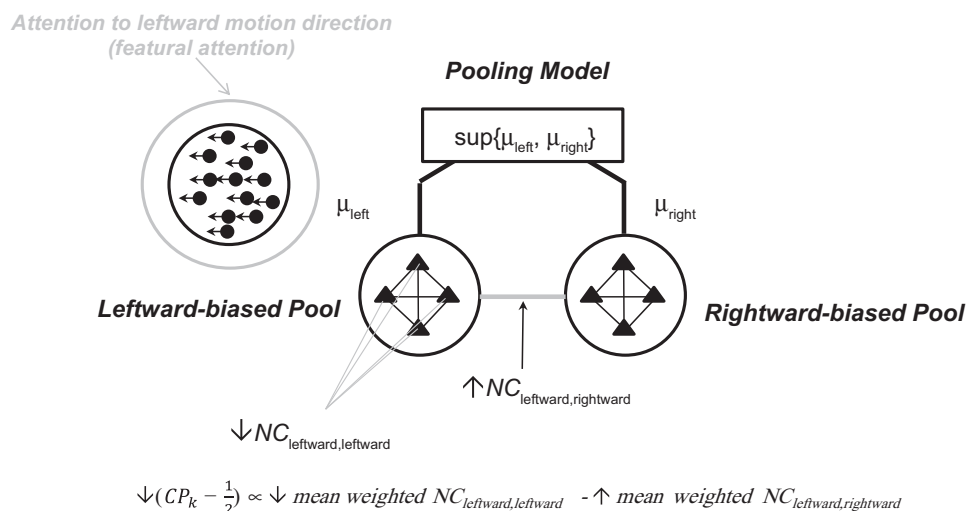 Attention to leftward motion direction
(featural attention)
Pooling Model
sup{μleft, μright}
μleft
μright
Leftward-biased Pool
Rightward-biased Pool
↑NCleftward,rightward
↓NCleftward,leftward
↓(CPk − 1/2) ∝ ↓ mean weighted NCleftward,leftward - ↑ mean weighted NCleftward,rightward